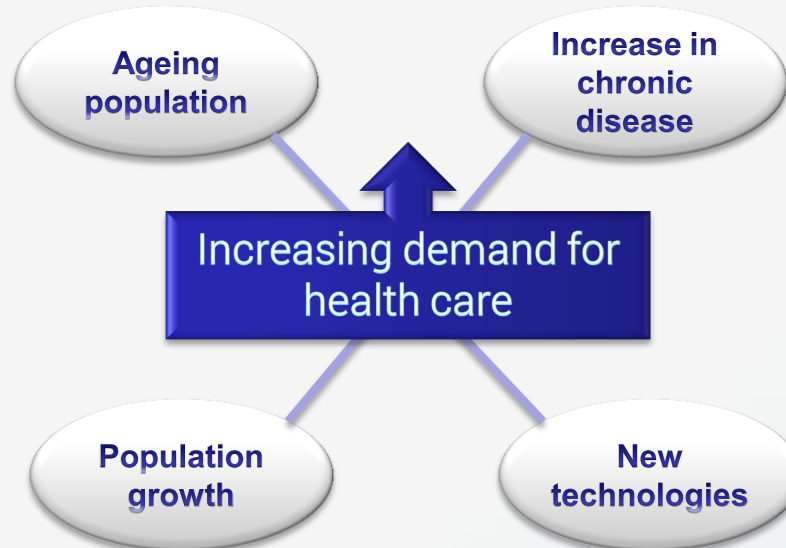 Ageing
population
Increase in
chronic
disease
Increasing demand for
health care
Population
growth
New
technologies